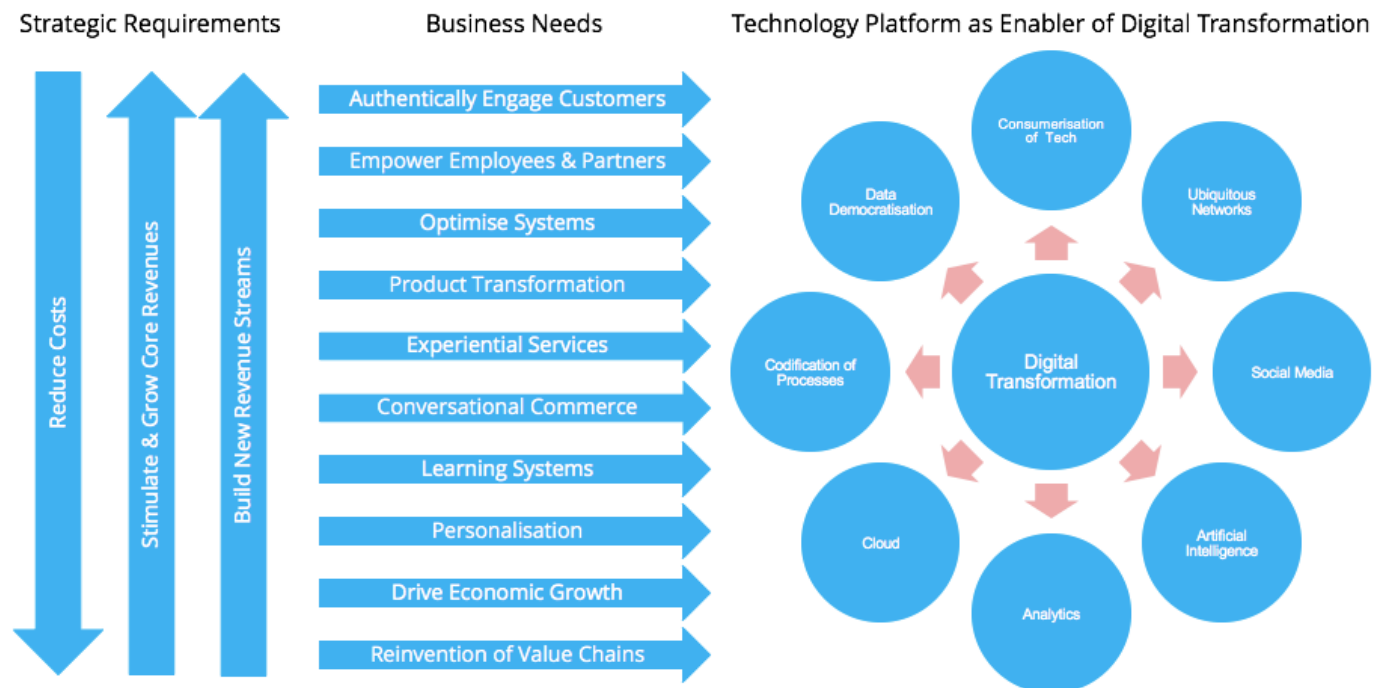 Strategic Requirements
Business Needs
Technology Platform as Enabler of Digital Transformation
Reduce Costs
Stimulate & Grow Core Revenues
Build New Revenue Streams
Authentically Engage Customers
Empower Employees & Partners
Optimise Systems
Product Transformation
Experiential Services
Conversational Commerce
Learning Systems
Personalisation
Drive Economic Growth
Reinvention of Value Chains
Consumerisation
of Tech
Ubiquitous
Networks
Social Media
Artificial
Intelligence
Analytics
Cloud
Codification of
Processes
Data
Democratisation
Digital
Transformation